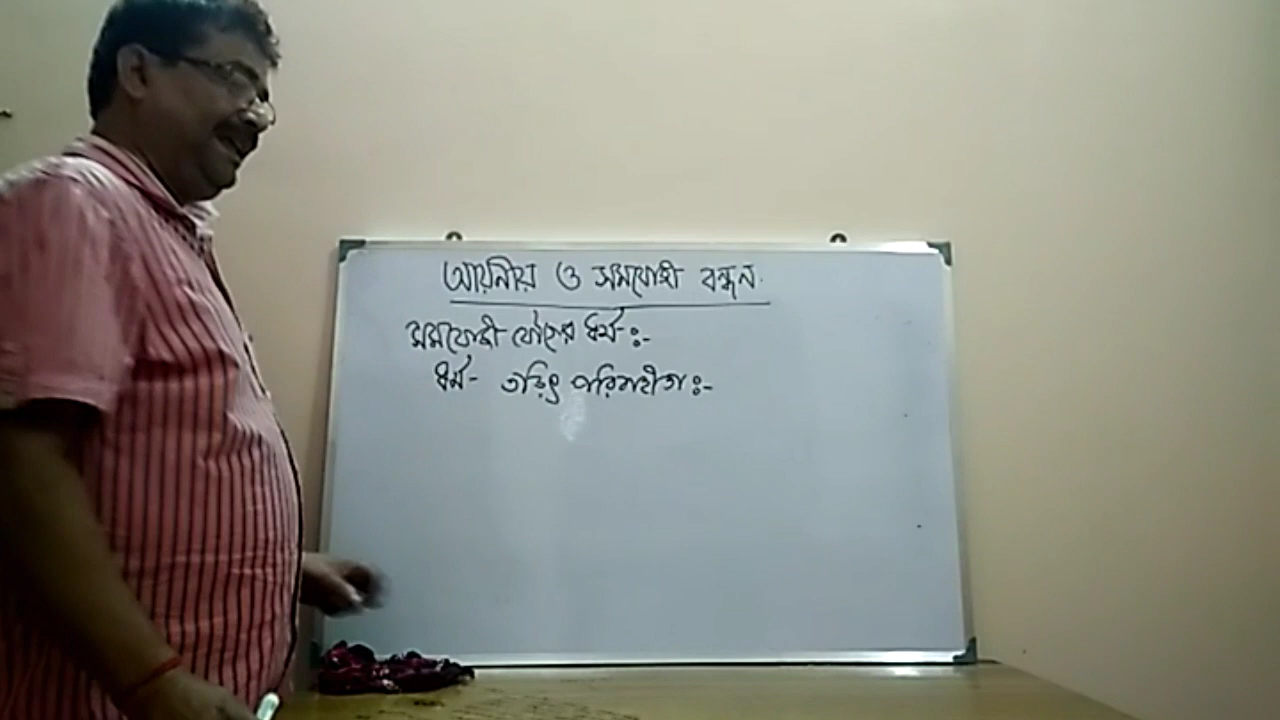 আয়নীয় ও সমযোজী বন্ধন.
সমযোজী যৌগের ধর্ম:-
ধর্ম- তড়িৎ পরিবাহীতা:-